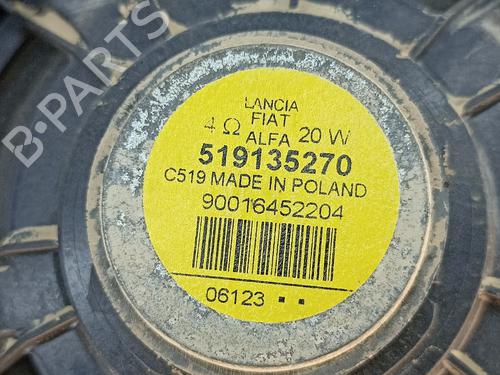 B-PARTS
LANCIA
FIAT
4 Ω ALFA 20 W
519135270
C519 MADE IN POLAND
90016452204
06123